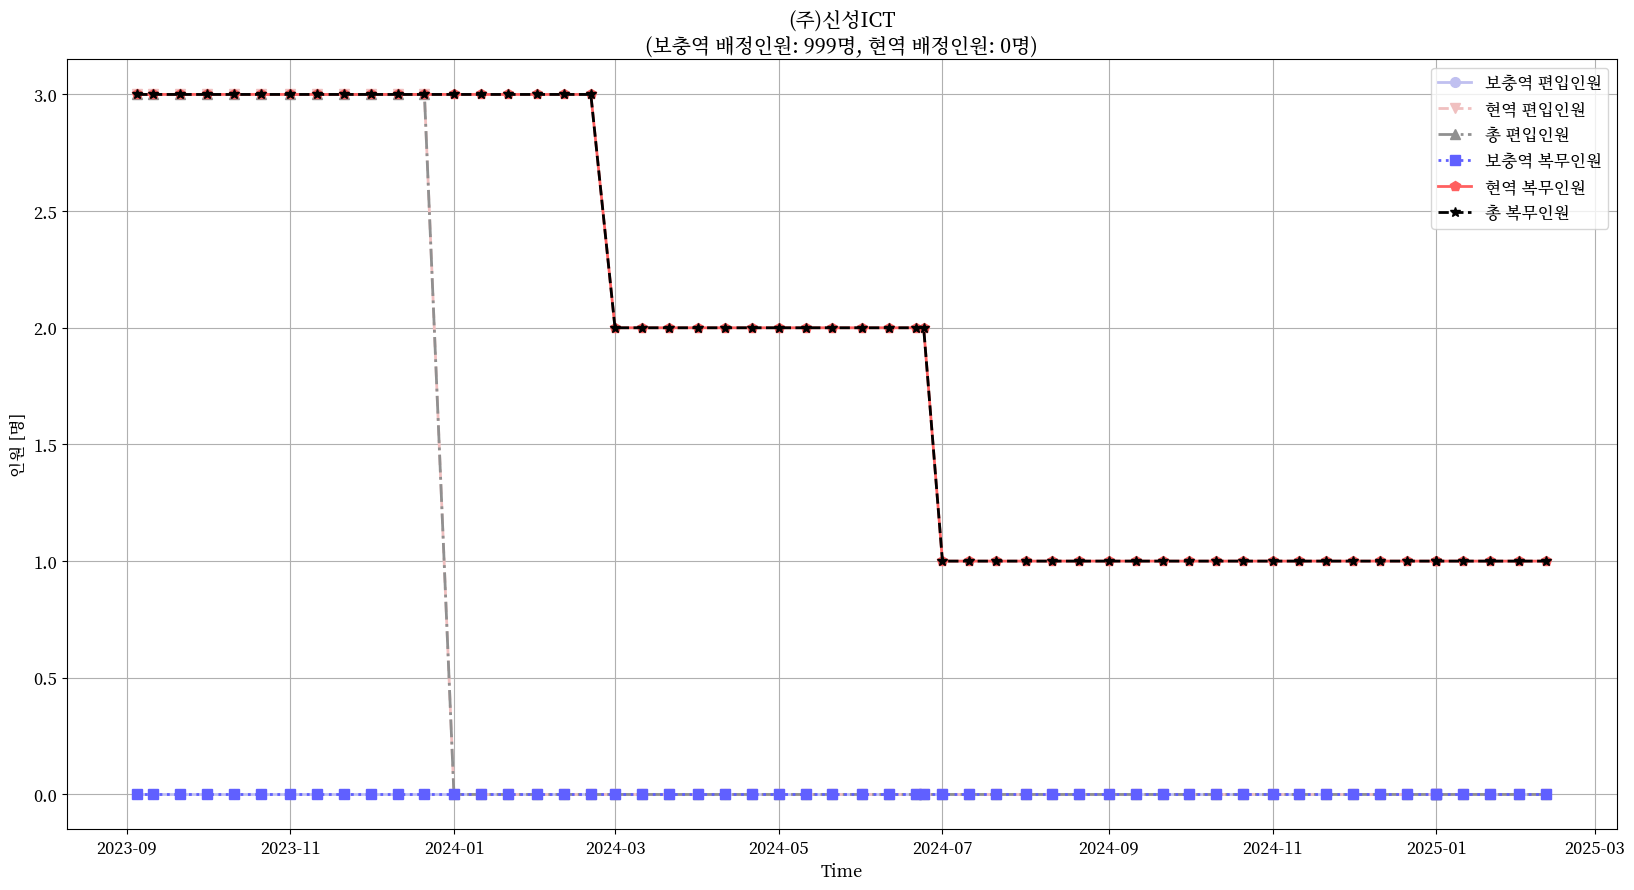 (주)신성ICT
(보충역 배정인원: 999명, 현역 배정인원: 0명)
보충역 편입인원
현역 편입인원
총 편입인원
보충역 복무인원
현역 복무인원
총 복무인원
3.0
2.5
2.0
1.5
1.0
0.5
0.0
인원 [명]
2023-09 2023-11 2024-01 2024-03 2024-05 2024-07 2024-09 2024-11 2025-01 2025-03
Time